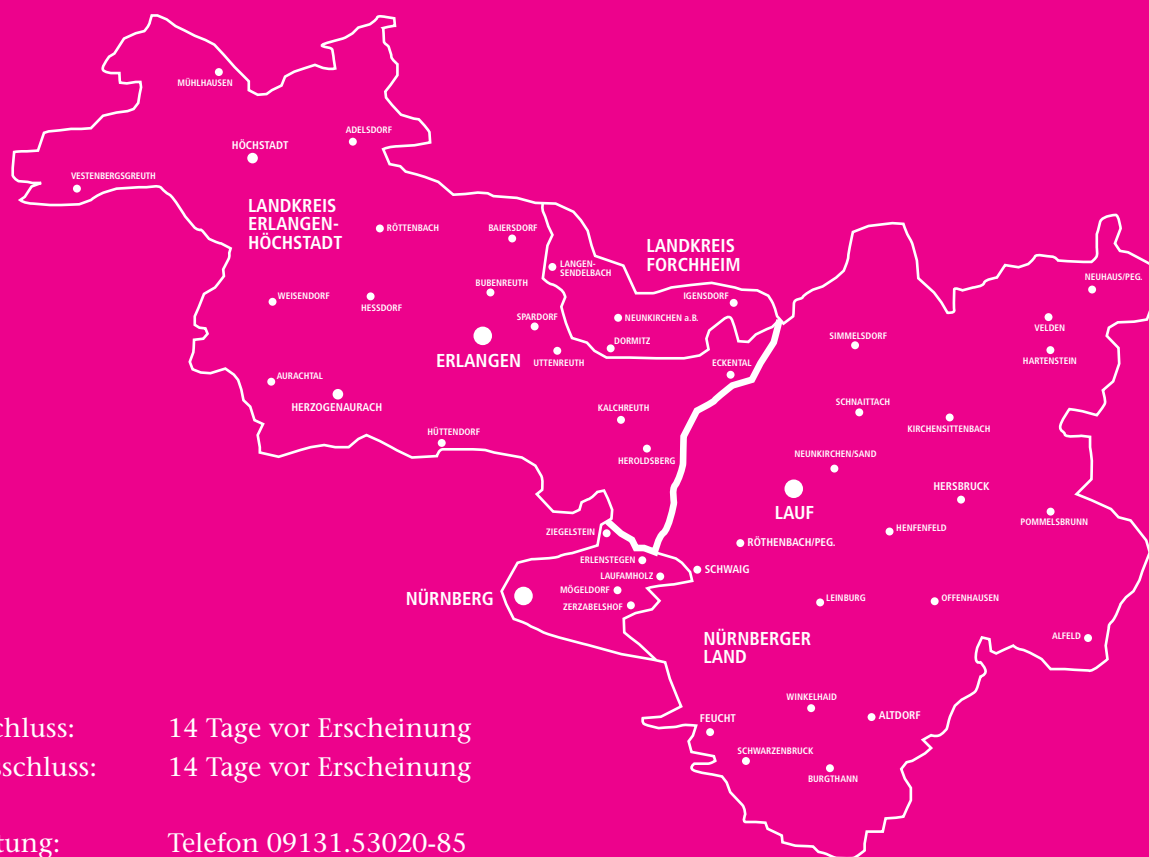 MÜHLHAUSEN
ADELSDORF
HÖCHSTADT
VESTENBERGSGREUTH
LANDKREIS
ERLANGEN-
HÖCHSTADT
RÖTTENBACH
BAIERSDORF
LANDKREIS
FORCHHEIM
LANGEN-
SENDELBACH
NEUHAUS/PEG.
BUBENREUTH
WEISENDORF
HESSDORF
IGENSDORF
SPARDORF
NEUNKIRCHEN a.B.
VELDEN
SIMMELSDORF
DORMITZ
ERLANGEN
UTTENREUTH
ECKENTAL
HARTENSTEIN
AURACHTAL
HERZOGENAURACH
KALCHREUTH
SCHNAITTACH
KIRCHENSITTENBACH
HÜTTENDORF
HEROLDSBERG
NEUNKIRCHEN/SAND
HERSBRUCK
LAUF
POMMELSBRUNN
ZIEGELSTEIN
HENFENFELD
RÖTHENBACH/PEG.
ERLENSTEGEN
SCHWAIG
LAUFAMHOLZ
MÖGELDORF
NÜRNBERG
ZERZABELSHOF
LEINBURG
OFFENHAUSEN
NÜRNBERGER
LAND
ALFELD
WINKELHAID
FEUCHT
ALTDORF
SCHWARZENBRUCK
BURGTHANN
chluss: 14 Tage vor Erscheinung
sschluss: 14 Tage vor Erscheinung
tung: Telefon 09131.53020-85